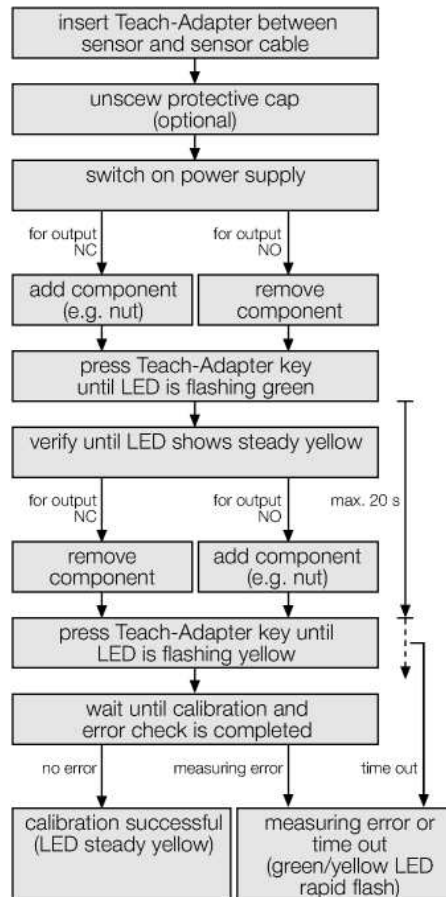 insert Teach-Adapter between
sensor and sensor cable
unscew protective cap
(optional)
switch on power supply
for output
NC
for output
NO
add component
(e.g. nut)
remove
component
press Teach-Adapter key
until LED is flashing green
verify until LED shows steady yellow
for output
NC
for output
NO
max. 20 s
remove
component
add component
(e.g. nut)
press Teach-Adapter key until
LED is flashing yellow
wait until calibration and
error check is completed
no error
measuring error
time out
calibration successful
(LED steady yellow)
measuring error or
time out
(green/yellow LED
rapid flash)